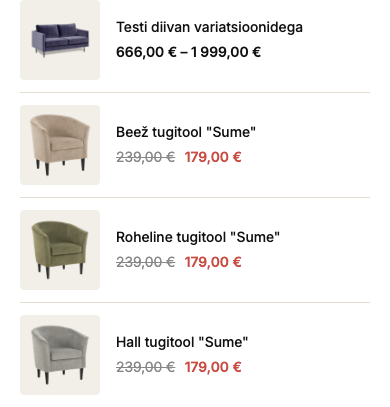 Testi diivan variatsioonidega
666,00 € – 1 999,00 €
Beež tugitool "Sume"
239,00 € 179,00 €
Roheline tugitool "Sume"
239,00 € 179,00 €
Hall tugitool "Sume"
239,00 € 179,00 €